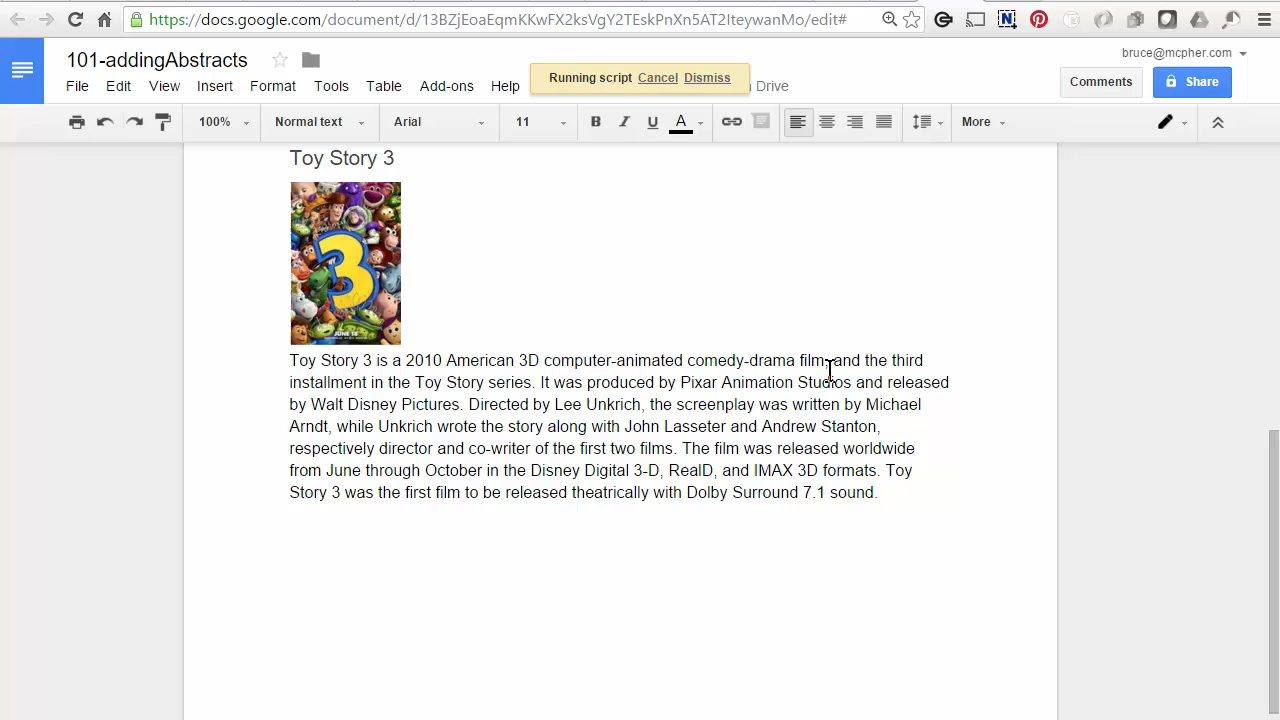 https://docs.google.com/document/d/13BZjEoaEqmKKwFX2ksVgY2TEskPnXn5AT2IteywanMo/edit#
101-addingAbstracts
bruce@mcpher.com
File Edit View Insert Format Tools Table Add-ons Help
Running script Cancel Dismiss
Drive
Comments
Share
100% Normal text Arial 11 B I U A More
Toy Story 3
3
JUNE 18
Toy Story 3 is a 2010 American 3D computer-animated comedy-drama film, and the third
installment in the Toy Story series. It was produced by Pixar Animation Studios and released
by Walt Disney Pictures. Directed by Lee Unkrich, the screenplay was written by Michael
Arndt, while Unkrich wrote the story along with John Lasseter and Andrew Stanton,
respectively director and co-writer of the first two films. The film was released worldwide
from June through October in the Disney Digital 3-D, RealD, and IMAX 3D formats. Toy
Story 3 was the first film to be released theatrically with Dolby Surround 7.1 sound.